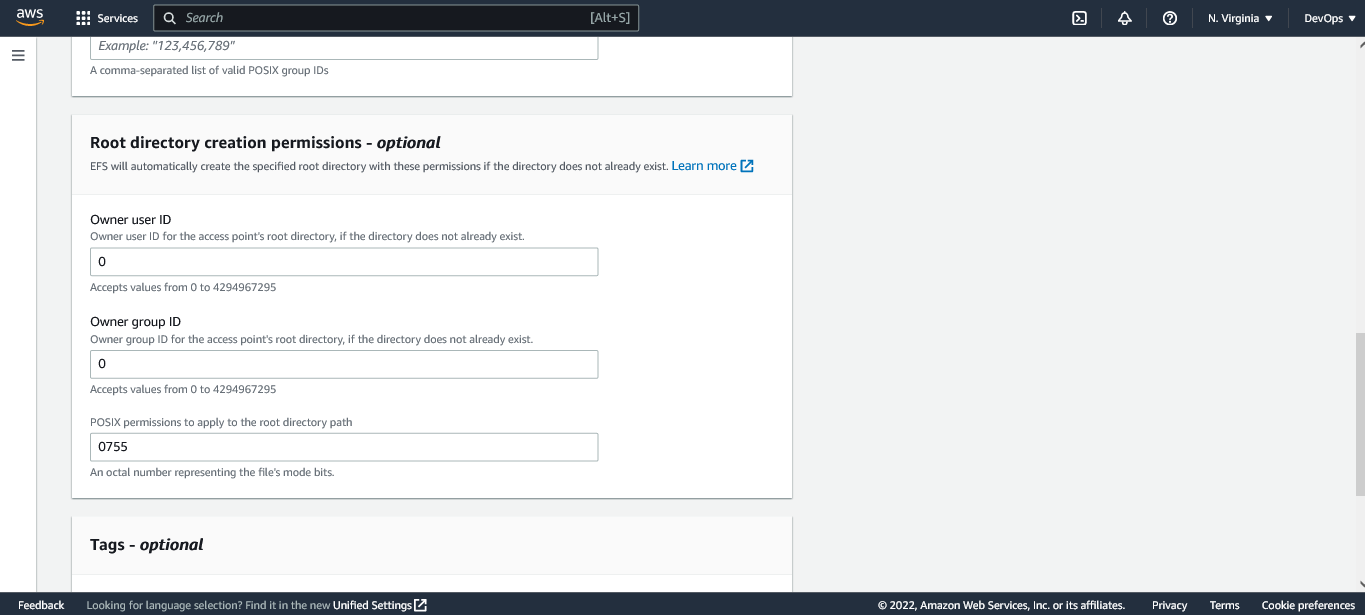 aws
Services
Search
[Alt+S]
N. Virginia
DevOps
Example: "123,456,789"
A comma-separated list of valid POSIX group IDs
Root directory creation permissions - optional
EFS will automatically create the specified root directory with these permissions if the directory does not already exist. Learn more
Owner user ID
Owner user ID for the access point's root directory, if the directory does not already exist.
0
Accepts values from 0 to 4294967295
Owner group ID
Owner group ID for the access point's root directory, if the directory does not already exist.
0
Accepts values from 0 to 4294967295
POSIX permissions to apply to the root directory path
0755
An octal number representing the file's mode bits.
Tags - optional
Feedback
Looking for language selection? Find it in the new Unified Settings
© 2022, Amazon Web Services, Inc. or its affiliates.
Privacy
Terms
Cookie preferences